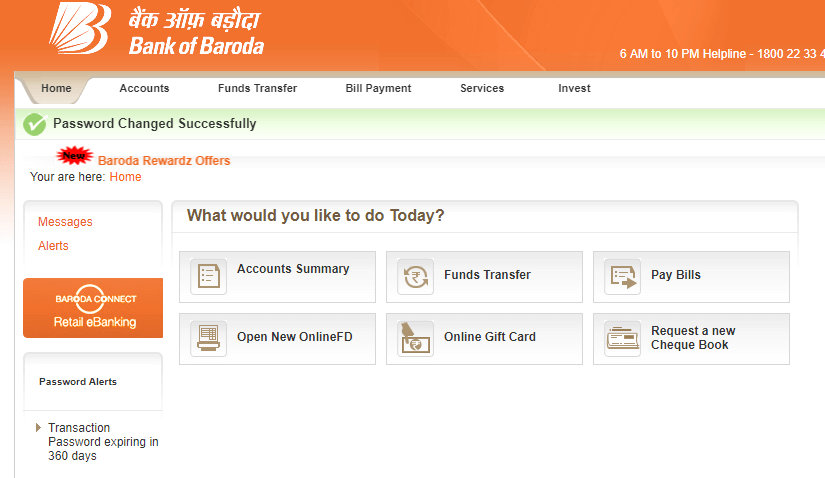 बैंक ऑफ़ बड़ौदा
Bank of Baroda
6 AM to 10 PM Helpline - 1800 22 33 4
Home Accounts Funds Transfer Bill Payment Services Invest
Password Changed Successfully
New Baroda Rewardz Offers
Your are here: Home
Messages
Alerts
BARODA CONNECT
Retail eBanking
Password Alerts
Transaction
Password expiring in
360 days
What would you like to do Today?
Accounts Summary Funds Transfer Pay Bills
Open New OnlineFD Online Gift Card Request a new
Cheque Book